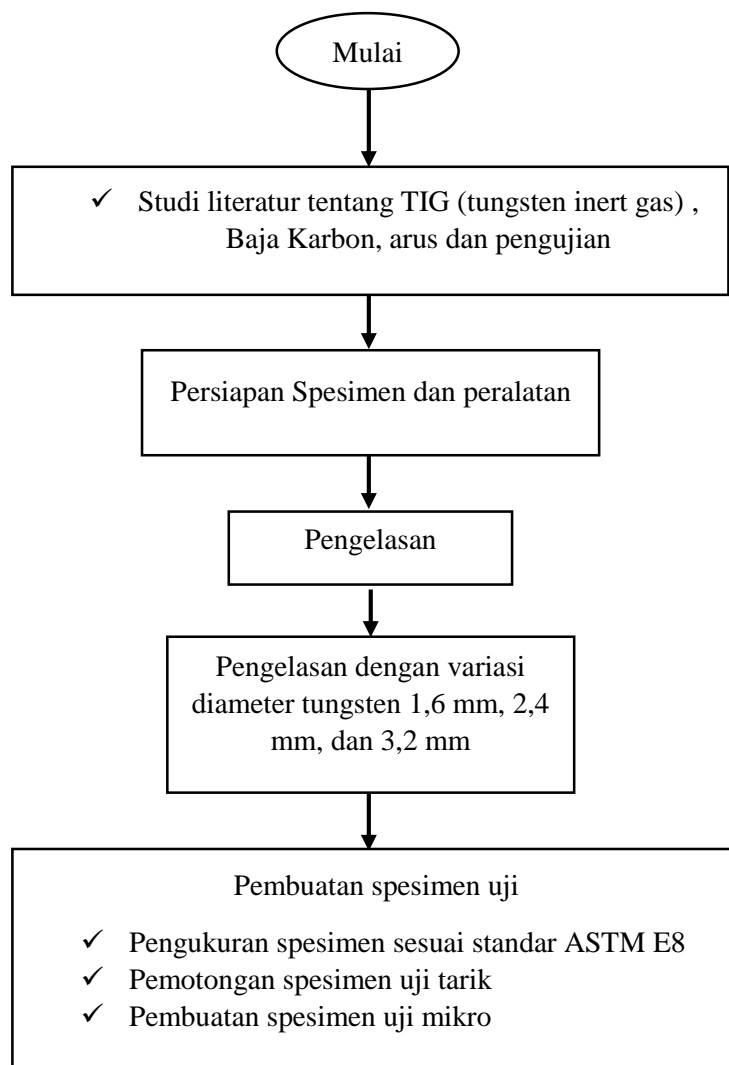 Mulai
✓ Studi literatur tentang TIG (tungsten inert gas) ,
Baja Karbon, arus dan pengujian
Persiapan Spesimen dan peralatan
Pengelasan
Pengelasan dengan variasi
diameter tungsten 1,6 mm, 2,4
mm, dan 3,2 mm
Pembuatan spesimen uji
✓ Pengukuran spesimen sesuai standar ASTM E8
✓ Pemotongan spesimen uji tarik
✓ Pembuatan spesimen uji mikro